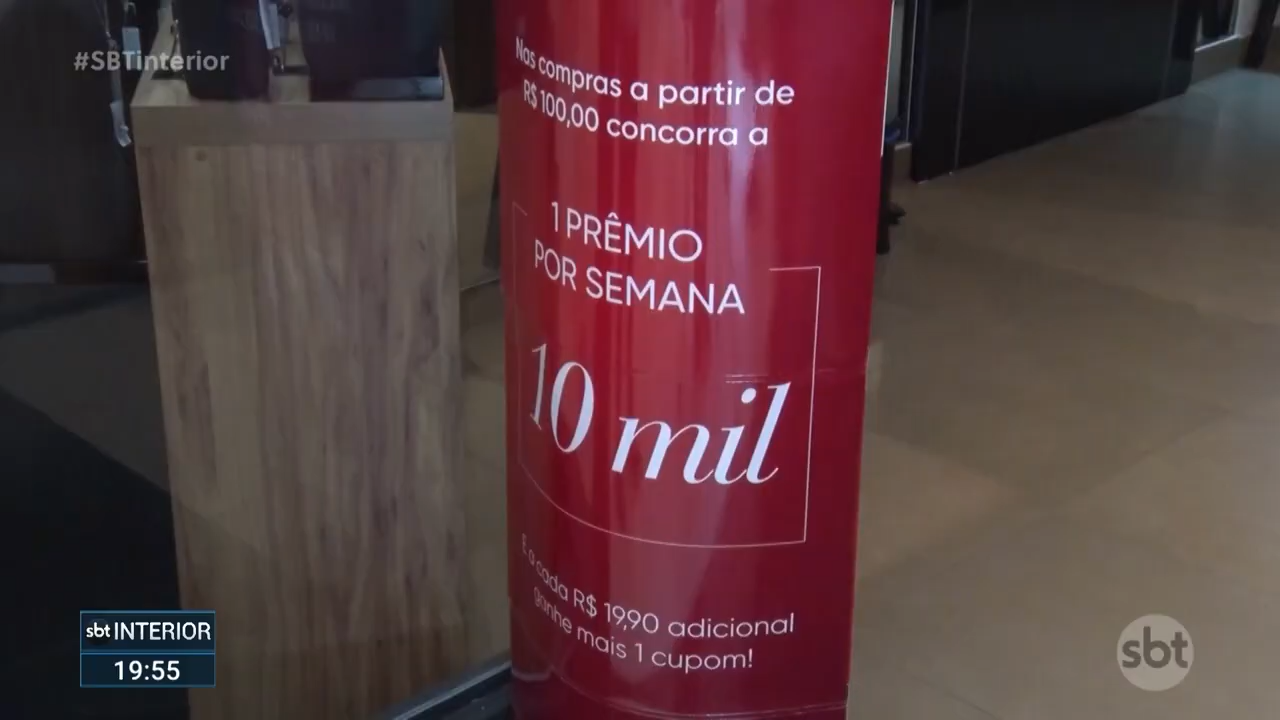 #SBTinterior
Nas compras a partir de
R$ 100,00 concorra a
1 PRÊMIO
POR SEMANA
10 mil
E a cada R$ 19,90 adicional
ganhe mais 1 cupom!
sbt INTERIOR
19:55
sbt